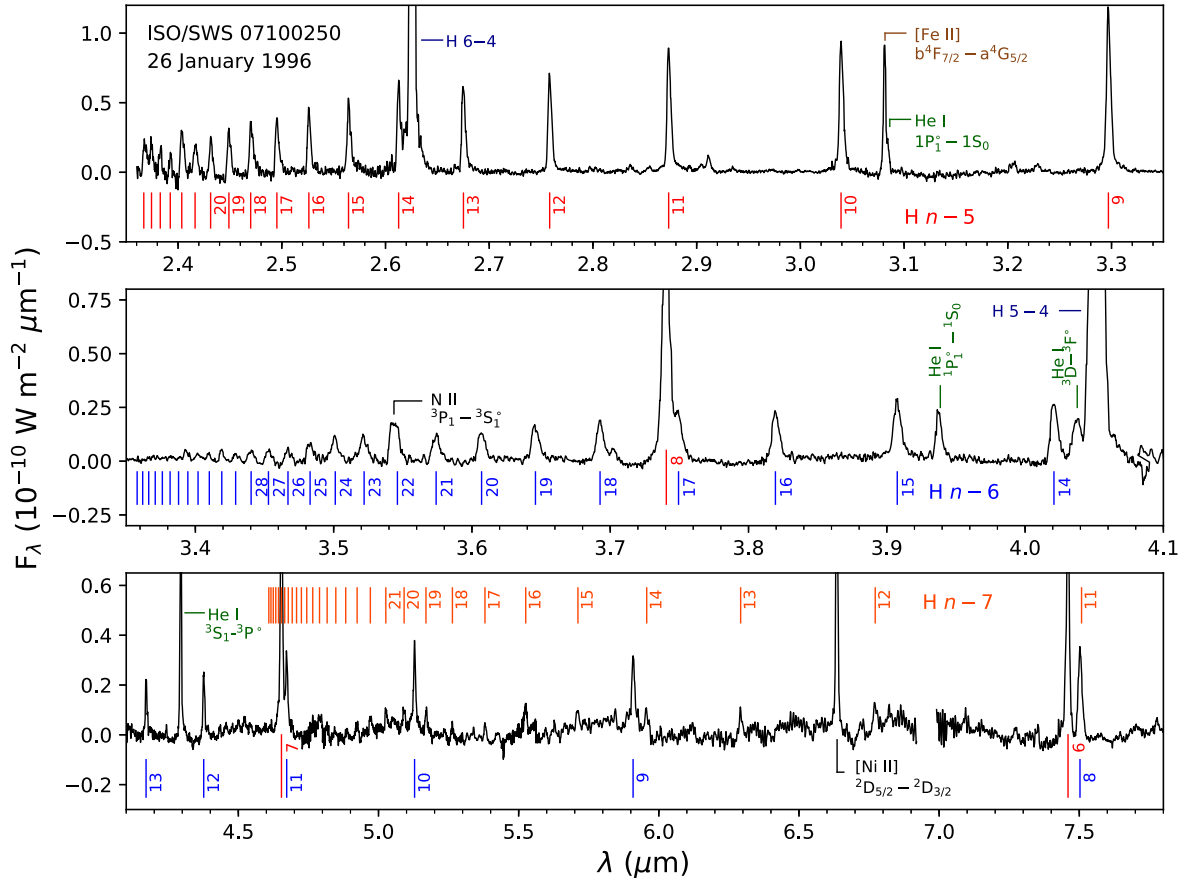 ISO/SWS 07100250
26 January 1996
H 6−4
[Fe II]
b⁴F₇/₂ − a⁴G₅/₂
He I
1P°₁ − 1S₀
1.0
0.5
0.0
−0.5
20 19 18 17 16 15 14 13 12 11 10 9
H n−5
2.4 2.5 2.6 2.7 2.8 2.9 3.0 3.1 3.2 3.3
F_λ (10⁻¹⁰ W m⁻² μm⁻¹)
0.75
0.50
0.25
0.00
−0.25
N II
³P₁ − ³S°₁
He I
¹P°₁ − ¹S₀
H 5−4
He I
³D−³F°
28 27 26 25 24 23 22 21 20 19 18 8 17 16 15 14
H n−6
3.4 3.5 3.6 3.7 3.8 3.9 4.0 4.1
0.6
0.4
0.2
0.0
−0.2
He I
³S₁-³P°
21 20 19 18 17 16 15 14 13 12 11
H n−7
[Ni II]
²D₅/₂ − ²D₃/₂
13 12 7 11 10 9 6 8
4.5 5.0 5.5 6.0 6.5 7.0 7.5
λ (μm)